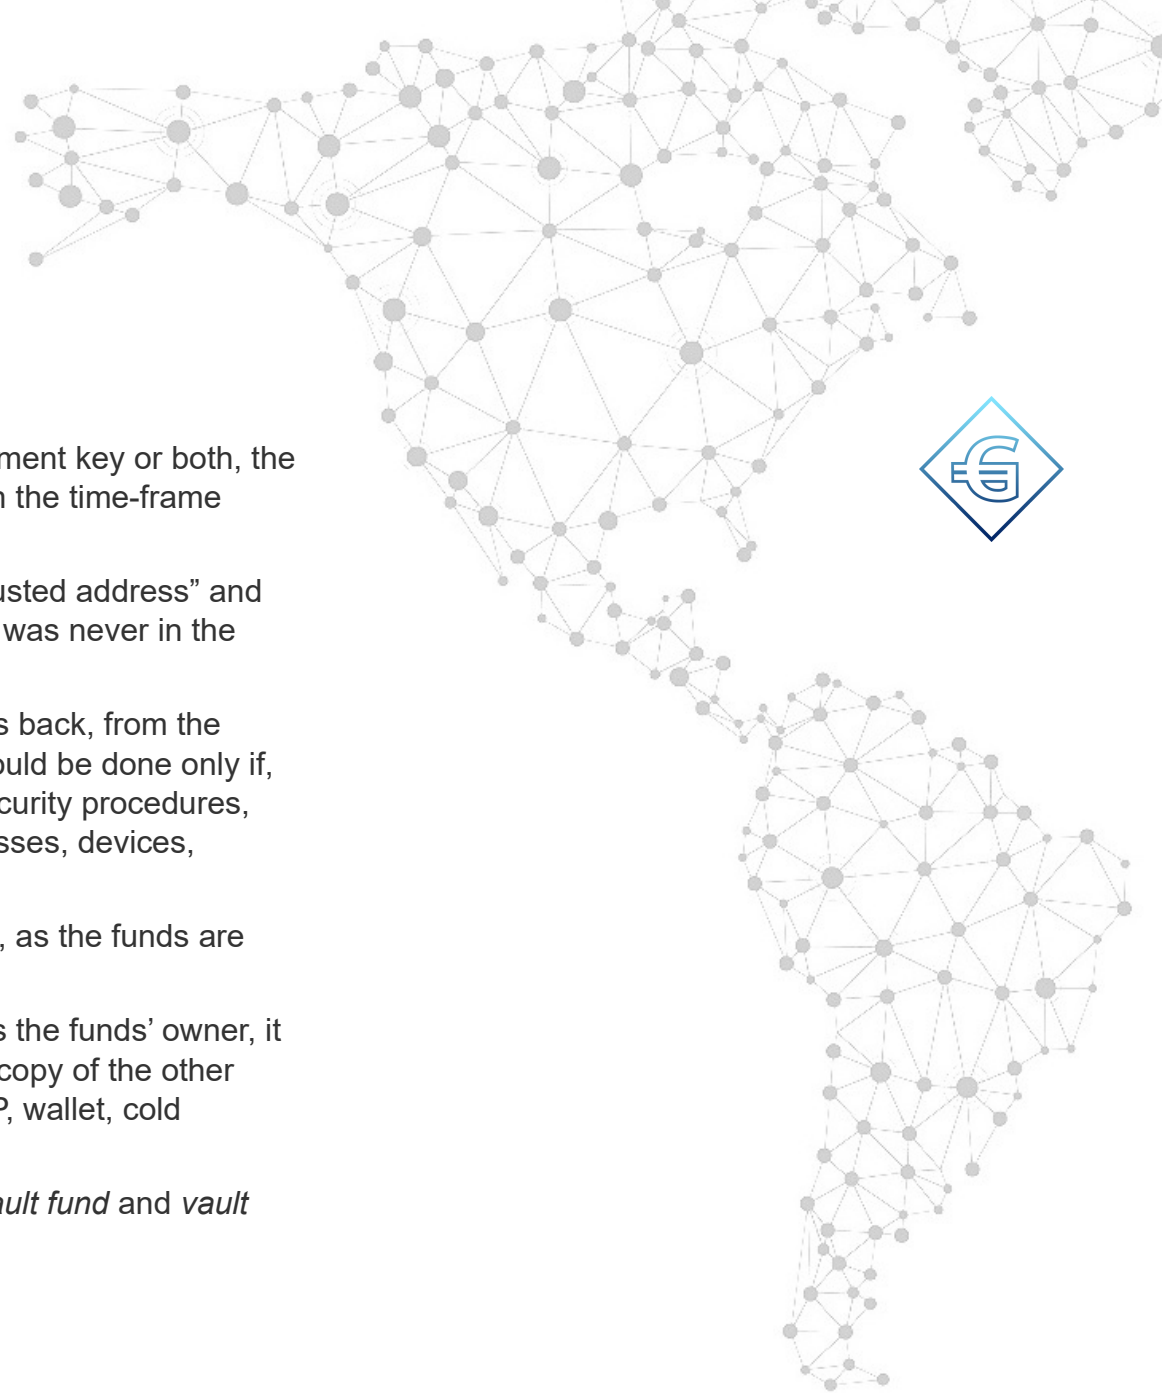 ment key or both, the
the time-frame
usted address” and
was never in the
s back, from the
ould be done only if,
curity procedures,
sses, devices,
, as the funds are
s the funds’ owner, it
copy of the other
P, wallet, cold
ault fund and vault